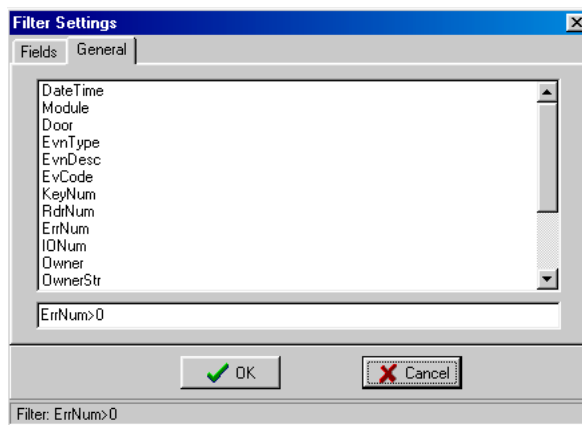 Filter Settings
Fields General
DateTime
Module
Door
EvnType
EvnDesc
EvCode
KeyNum
RdrNum
ErrNum
IONum
Owner
OwnerStr
ErrNum>0
OK Cancel
Filter: ErrNum>0